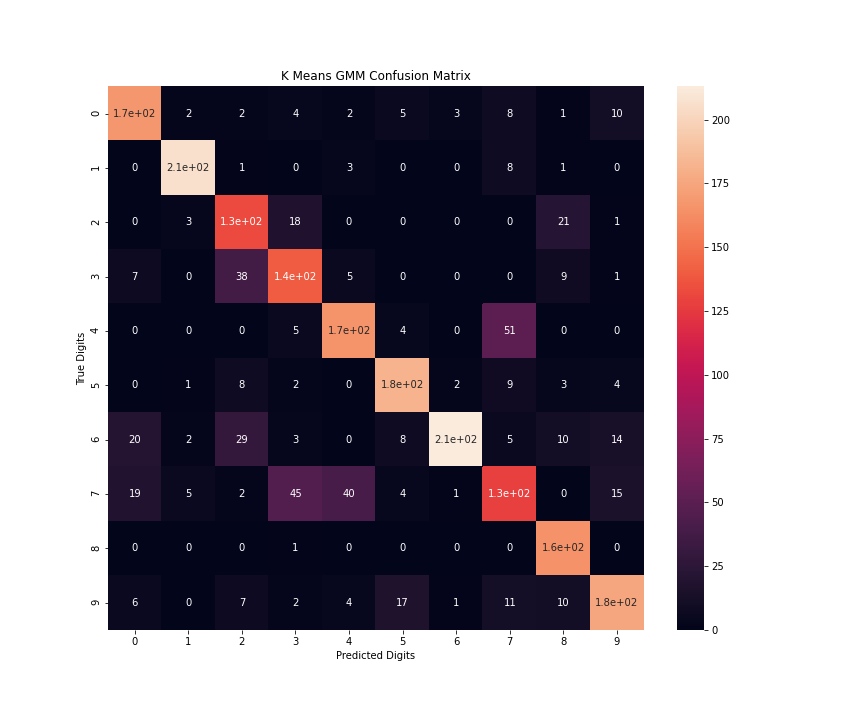 K Means GMM Confusion Matrix
0 1.7e+02 2 2 4 2 5 3 8 1 10
1 0 2.1e+02 1 0 3 0 0 8 1 0
2 0 3 1.3e+02 18 0 0 0 0 21 1
3 7 0 38 1.4e+02 5 0 0 0 9 1
4 0 0 0 5 1.7e+02 4 0 51 0 0
5 0 1 8 2 0 1.8e+02 2 9 3 4
6 20 2 29 3 0 8 2.1e+02 5 10 14
7 19 5 2 45 40 4 1 1.3e+02 0 15
8 0 0 0 1 0 0 0 0 1.6e+02 0
9 6 0 7 2 4 17 1 11 10 1.8e+02
0 1 2 3 4 5 6 7 8 9
Predicted Digits
True Digits
200
175
150
125
100
75
50
25
0